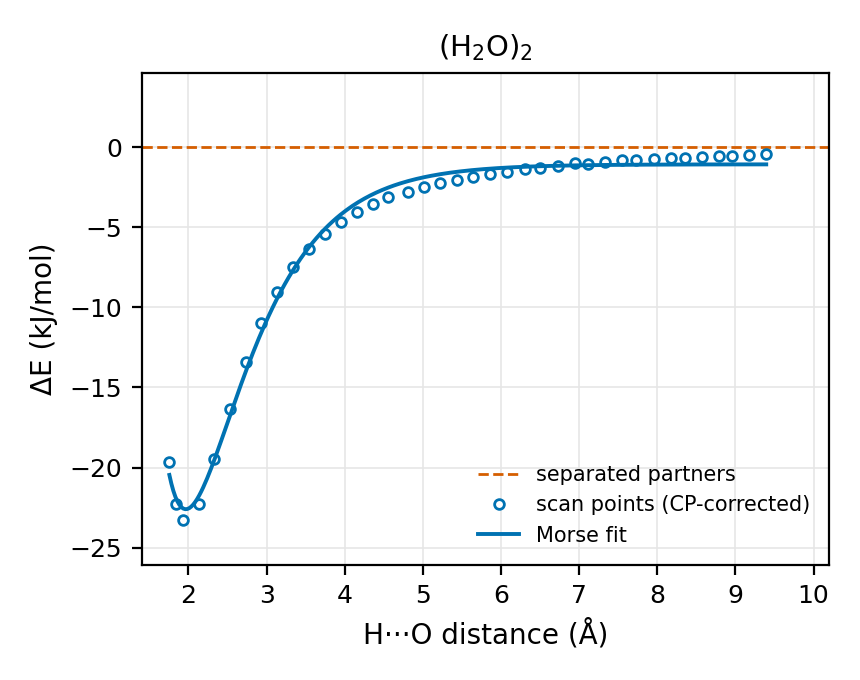 (H₂O)₂
ΔE (kJ/mol)
0
−5
−10
−15
−20
−25
separated partners
scan points (CP-corrected)
Morse fit
2 3 4 5 6 7 8 9 10
H···O distance (Å)